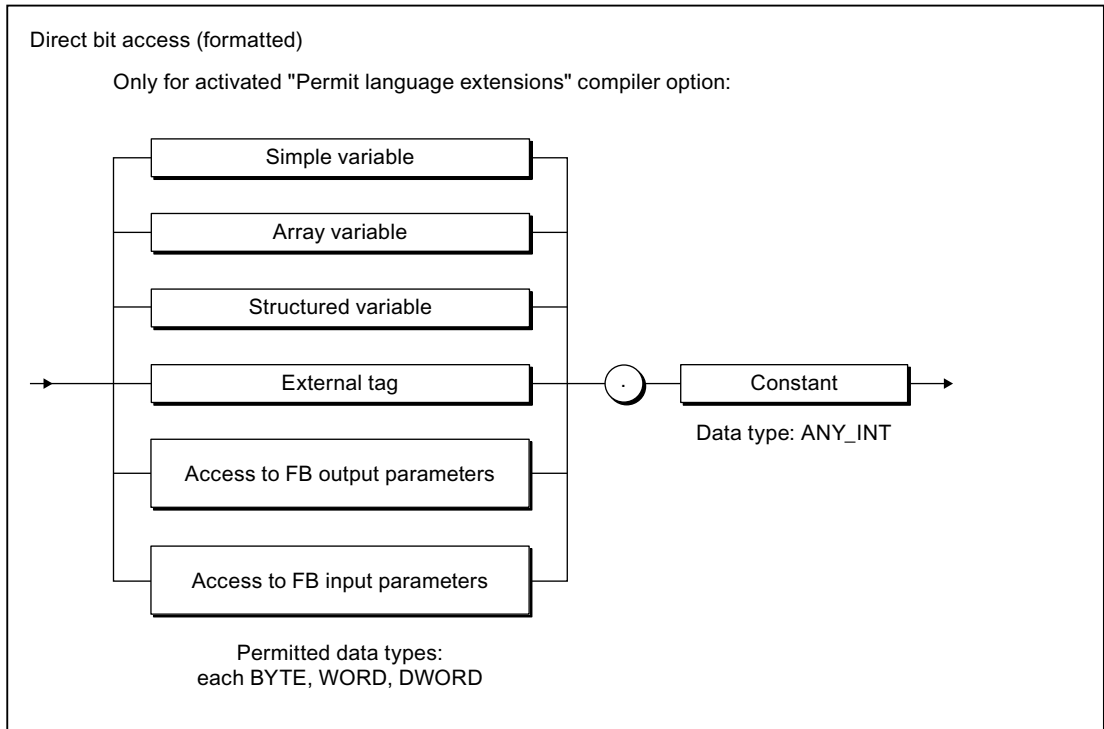 Direct bit access (formatted)
Only for activated "Permit language extensions" compiler option:
Simple variable
Array variable
Structured variable
External tag
.
Constant
Data type: ANY_INT
Access to FB output parameters
Access to FB input parameters
Permitted data types:
each BYTE, WORD, DWORD